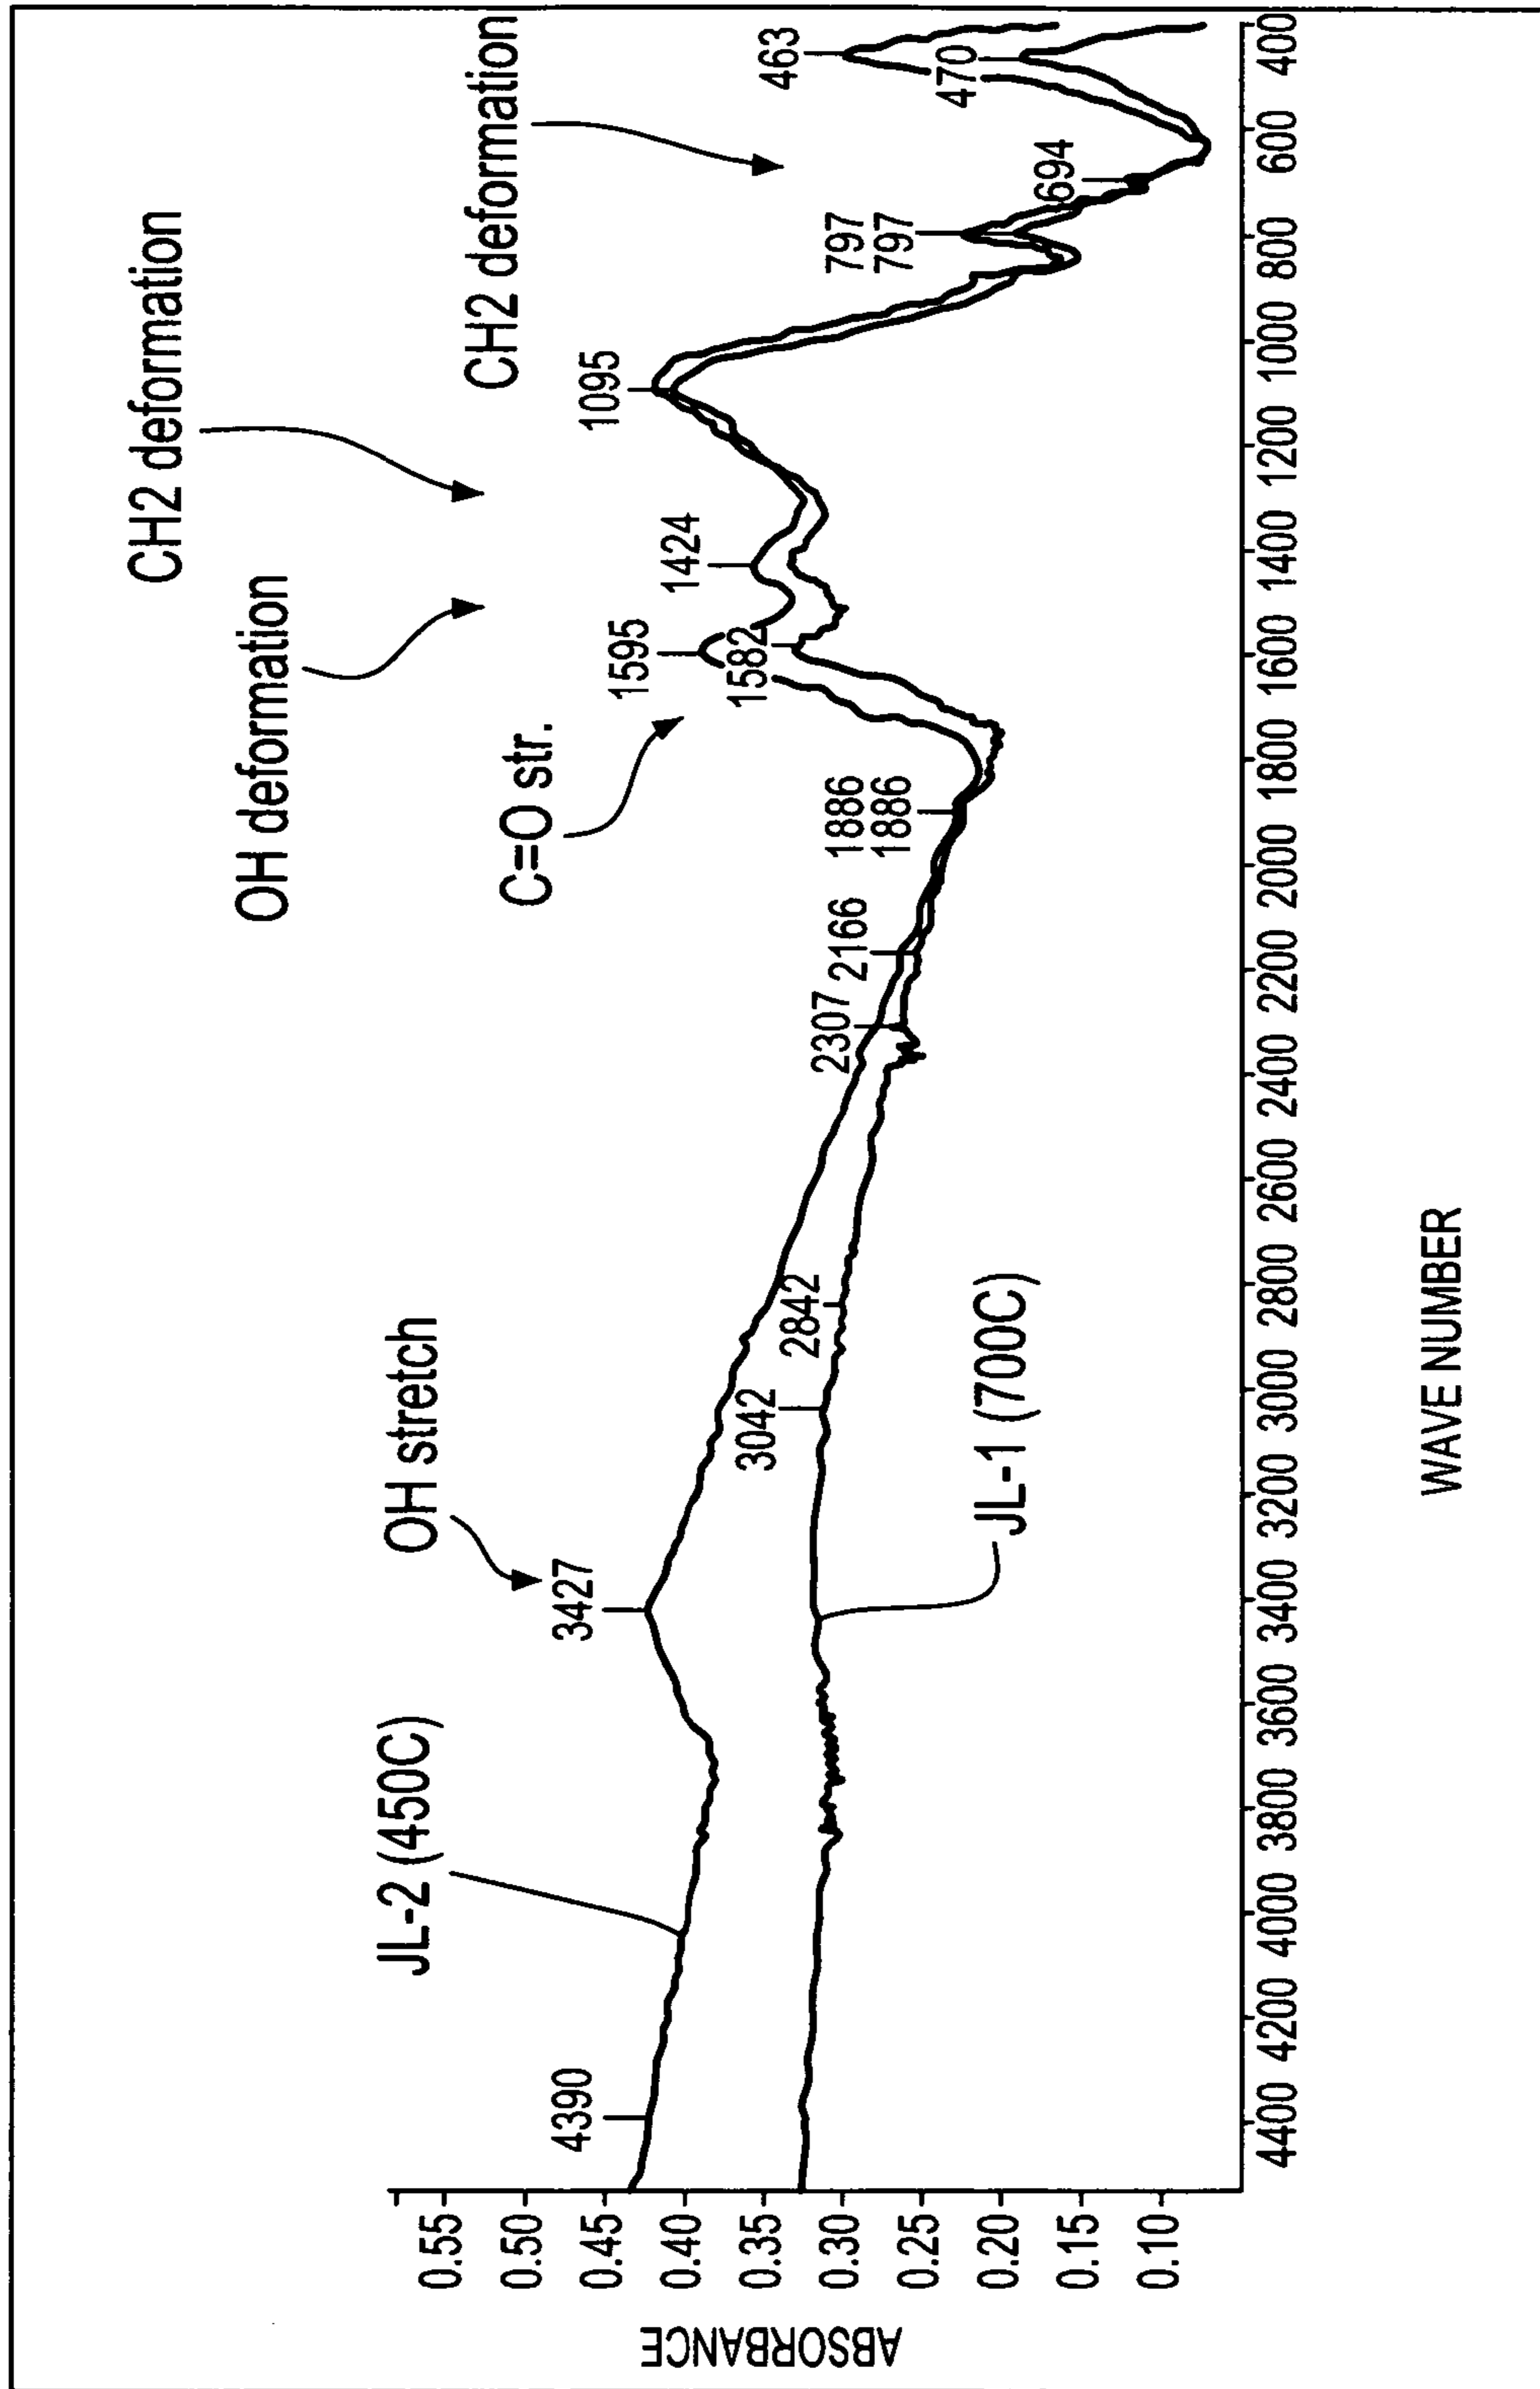 CH2 deformation
OH deformation
CH2 deformation
C=O str.
OH stretch
JL-2 (450C)
JL-1 (700C)
4390
3427
3042
2842
2307
2166
1886
1886
1595
1582
1424
1095
797
797
694
463
470
ABSORBANCE
0.55
0.50
0.45
0.40
0.35
0.30
0.25
0.20
0.15
0.10
4400 4200 4000 3800 3600 3400 3200 3000 2800 2600 2400 2200 2000 1800 1600 1400 1200 1000 800 600 400
WAVE NUMBER